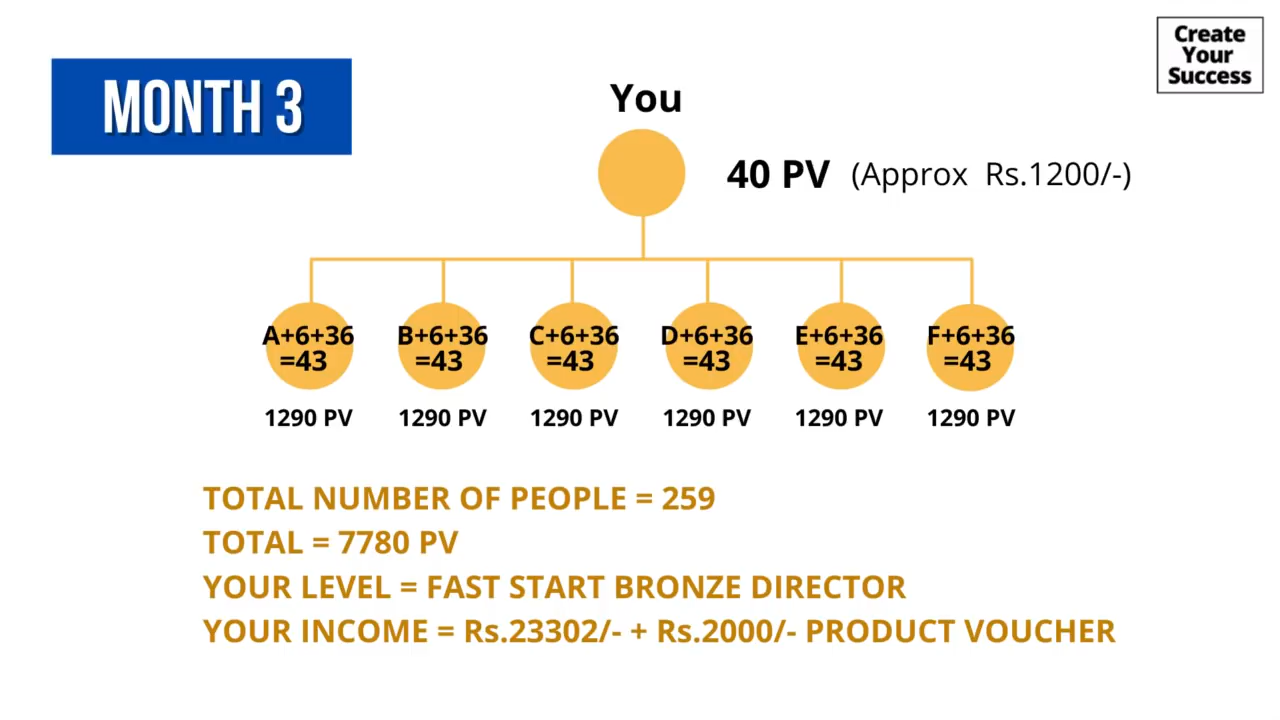 Create
Your
Success
MONTH 3
You
40 PV (Approx Rs.1200/-)
A+6+36 B+6+36 C+6+36 D+6+36 E+6+36 F+6+36
=43 =43 =43 =43 =43 =43
1290 PV 1290 PV 1290 PV 1290 PV 1290 PV 1290 PV
TOTAL NUMBER OF PEOPLE = 259
TOTAL = 7780 PV
YOUR LEVEL = FAST START BRONZE DIRECTOR
YOUR INCOME = Rs.23302/- + Rs.2000/- PRODUCT VOUCHER